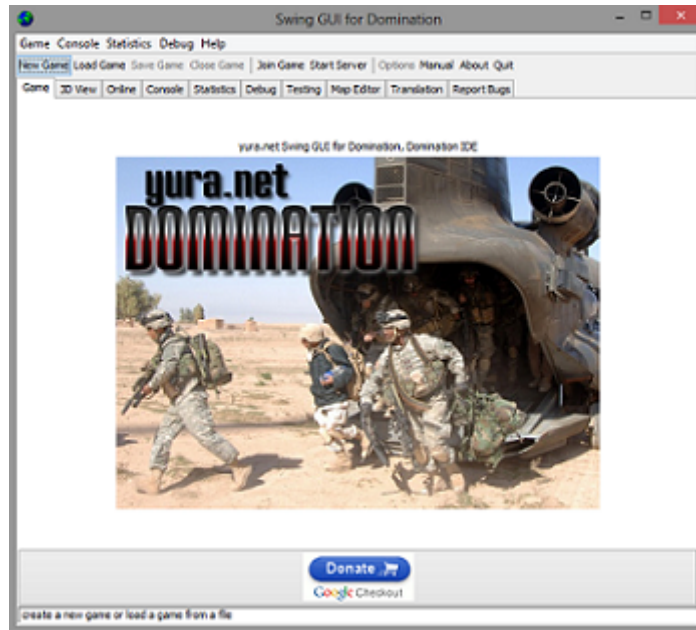 Swing GUI for Domination
Game Console Statistics Debug Help
New Game Load Game Save Game Close Game Join Game Start Server Options Manual About Quit
Game 3D View Online Console Statistics Debug Testing Map Editor Translation Report Bugs
yura.net Swing GUI for Domination, Domination IDE
yura.net
DOMINATION
Donate
Google Checkout
create a new game or load a game from a file